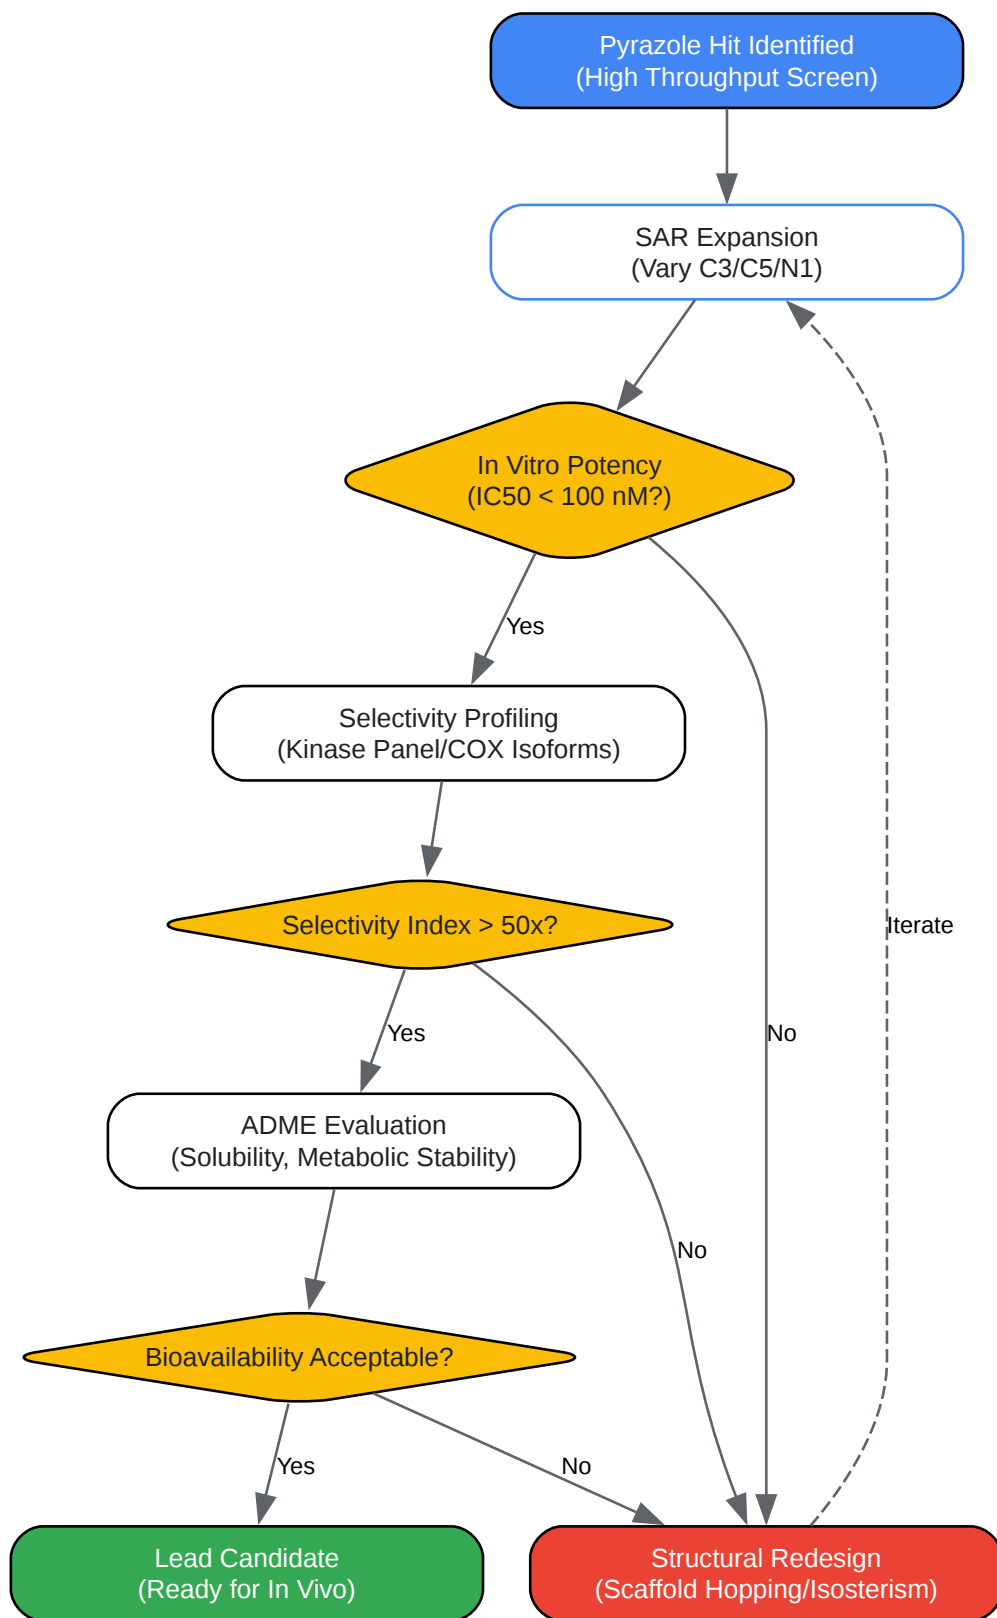 Pyrazole Hit Identified
(High Throughput Screen)
SAR Expansion
(Vary C3/C5/N1)
In Vitro Potency
(IC50 < 100 nM?)
Yes
Selectivity Profiling
(Kinase Panel/COX Isoforms)
Selectivity Index > 50x?
Iterate
Yes
No
ADME Evaluation
(Solubility, Metabolic Stability)
No
Bioavailability Acceptable?
Yes
No
Lead Candidate
(Ready for In Vivo)
Structural Redesign
(Scaffold Hopping/Isosterism)